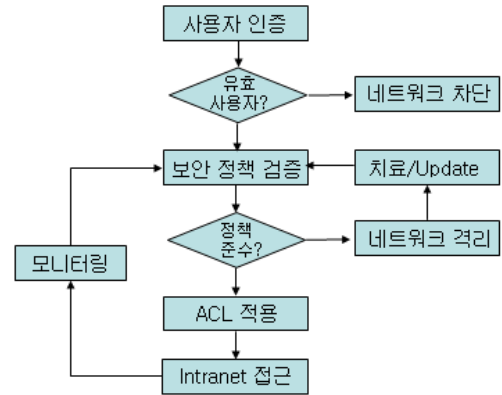 사용자 인증
유효
사용자?
네트워크 차단
보안 정책 검증
치료/Update
정책
준수?
네트워크 격리
모니터링
ACL 적용
Intranet 접근